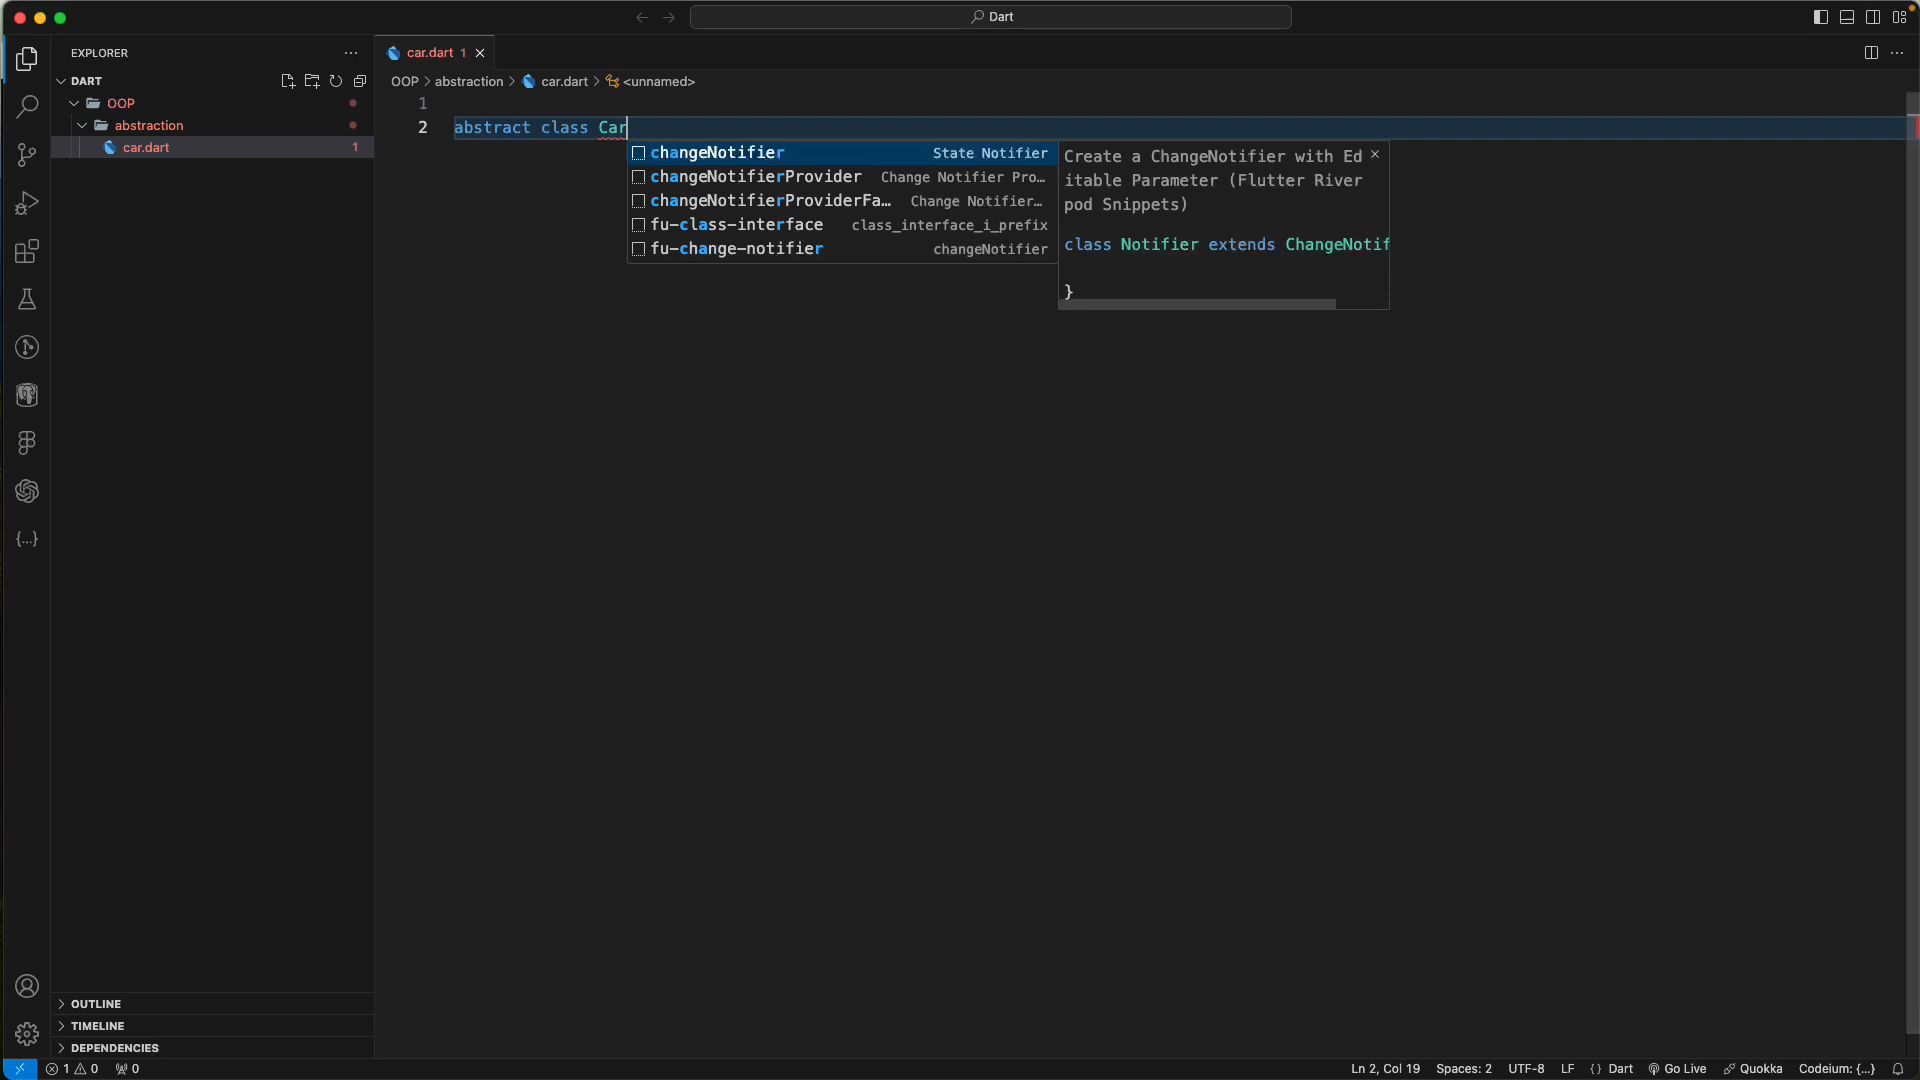 Dart
EXPLORER
DART
OOP
abstraction
car.dart
1
car.dart 1
OOP > abstraction > car.dart > <unnamed>
1
2 abstract class Car
changeNotifier State Notifier
changeNotifierProvider Change Notifier Pro…
changeNotifierProviderFa… Change Notifier…
fu-class-interface class_interface_i_prefix
fu-change-notifier changeNotifier
Create a ChangeNotifier with Ed
itable Parameter (Flutter River
pod Snippets)
class Notifier extends ChangeNotif
}
OUTLINE
TIMELINE
DEPENDENCIES
1 0 0
Ln 2, Col 19 Spaces: 2 UTF-8 LF { } Dart Go Live Quokka Codeium: {...}